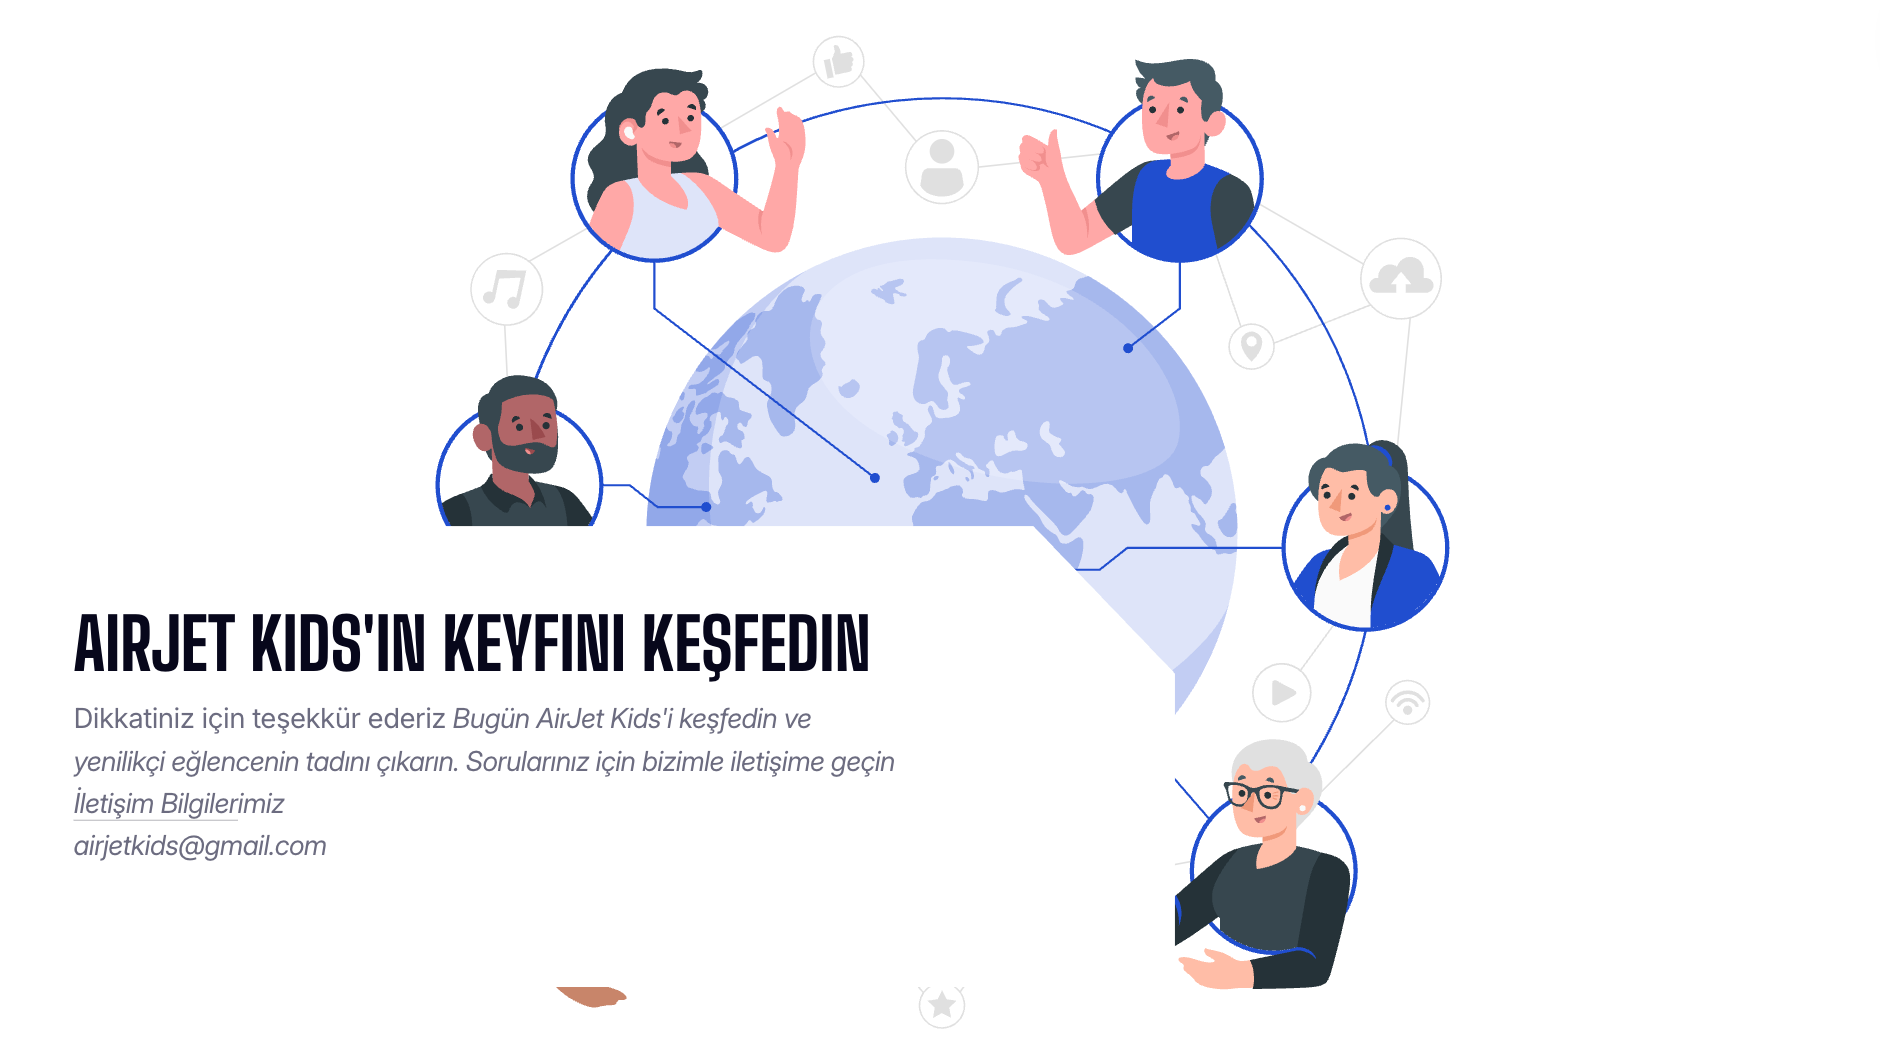 AIRJET KIDS'IN KEYFINI KEŞFEDIN
Dikkatiniz için teşekkür ederiz Bugün AirJet Kids'i keşfedin ve
yenilikçi eğlencenin tadını çıkarın. Sorularınız için bizimle iletişime geçin
İletişim Bilgilerimiz
airjetkids@gmail.com